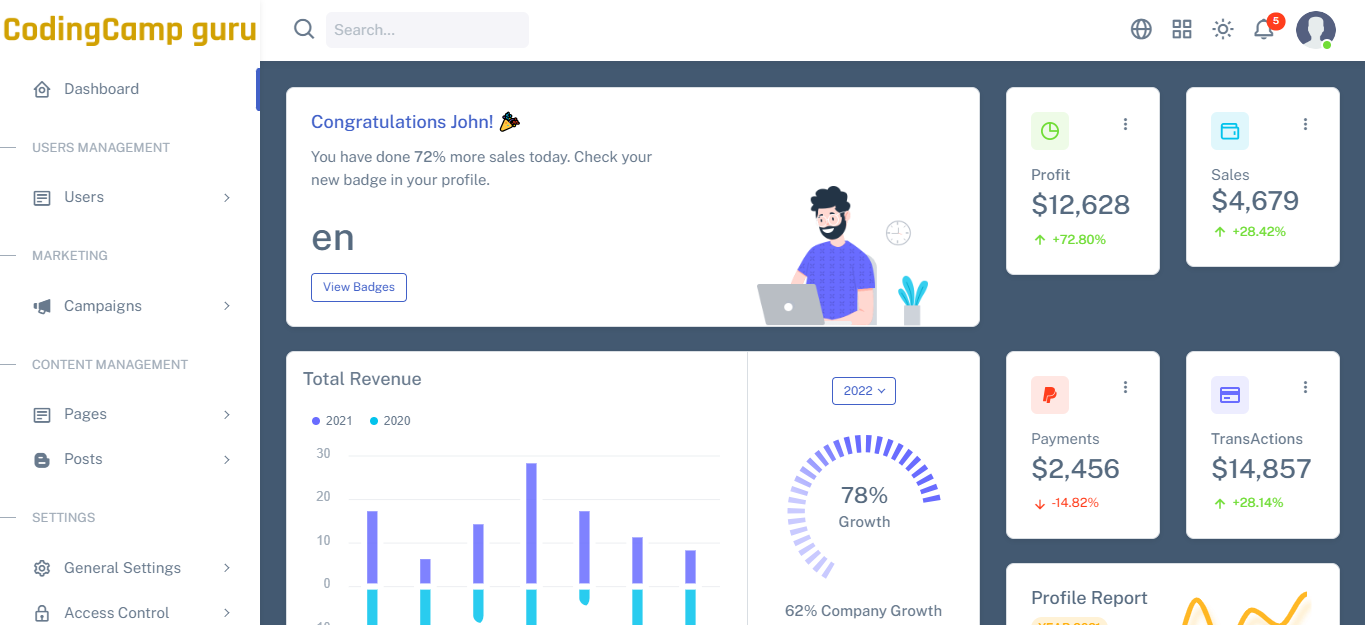 CodingCamp guru
Search...
5
Dashboard
USERS MANAGEMENT
Users
MARKETING
Campaigns
CONTENT MANAGEMENT
Pages
Posts
SETTINGS
General Settings
Access Control
Congratulations John!
You have done 72% more sales today. Check your
new badge in your profile.
en
View Badges
Profit
$12,628
+72.80%
Sales
$4,679
+28.42%
Total Revenue
2021 2020
30
20
10
0
2022
78%
Growth
62% Company Growth
Payments
$2,456
-14.82%
TransActions
$14,857
+28.14%
Profile Report
YEAR 2021